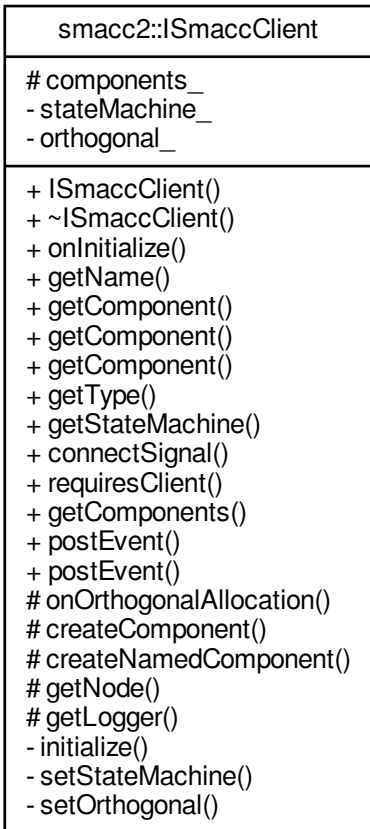 smacc2::ISmaccClient
# components_
- stateMachine_
- orthogonal_
+ ISmaccClient()
+ ~ISmaccClient()
+ onInitialize()
+ getName()
+ getComponent()
+ getComponent()
+ getComponent()
+ getType()
+ getStateMachine()
+ connectSignal()
+ requiresClient()
+ getComponents()
+ postEvent()
+ postEvent()
# onOrthogonalAllocation()
# createComponent()
# createNamedComponent()
# getNode()
# getLogger()
- initialize()
- setStateMachine()
- setOrthogonal()